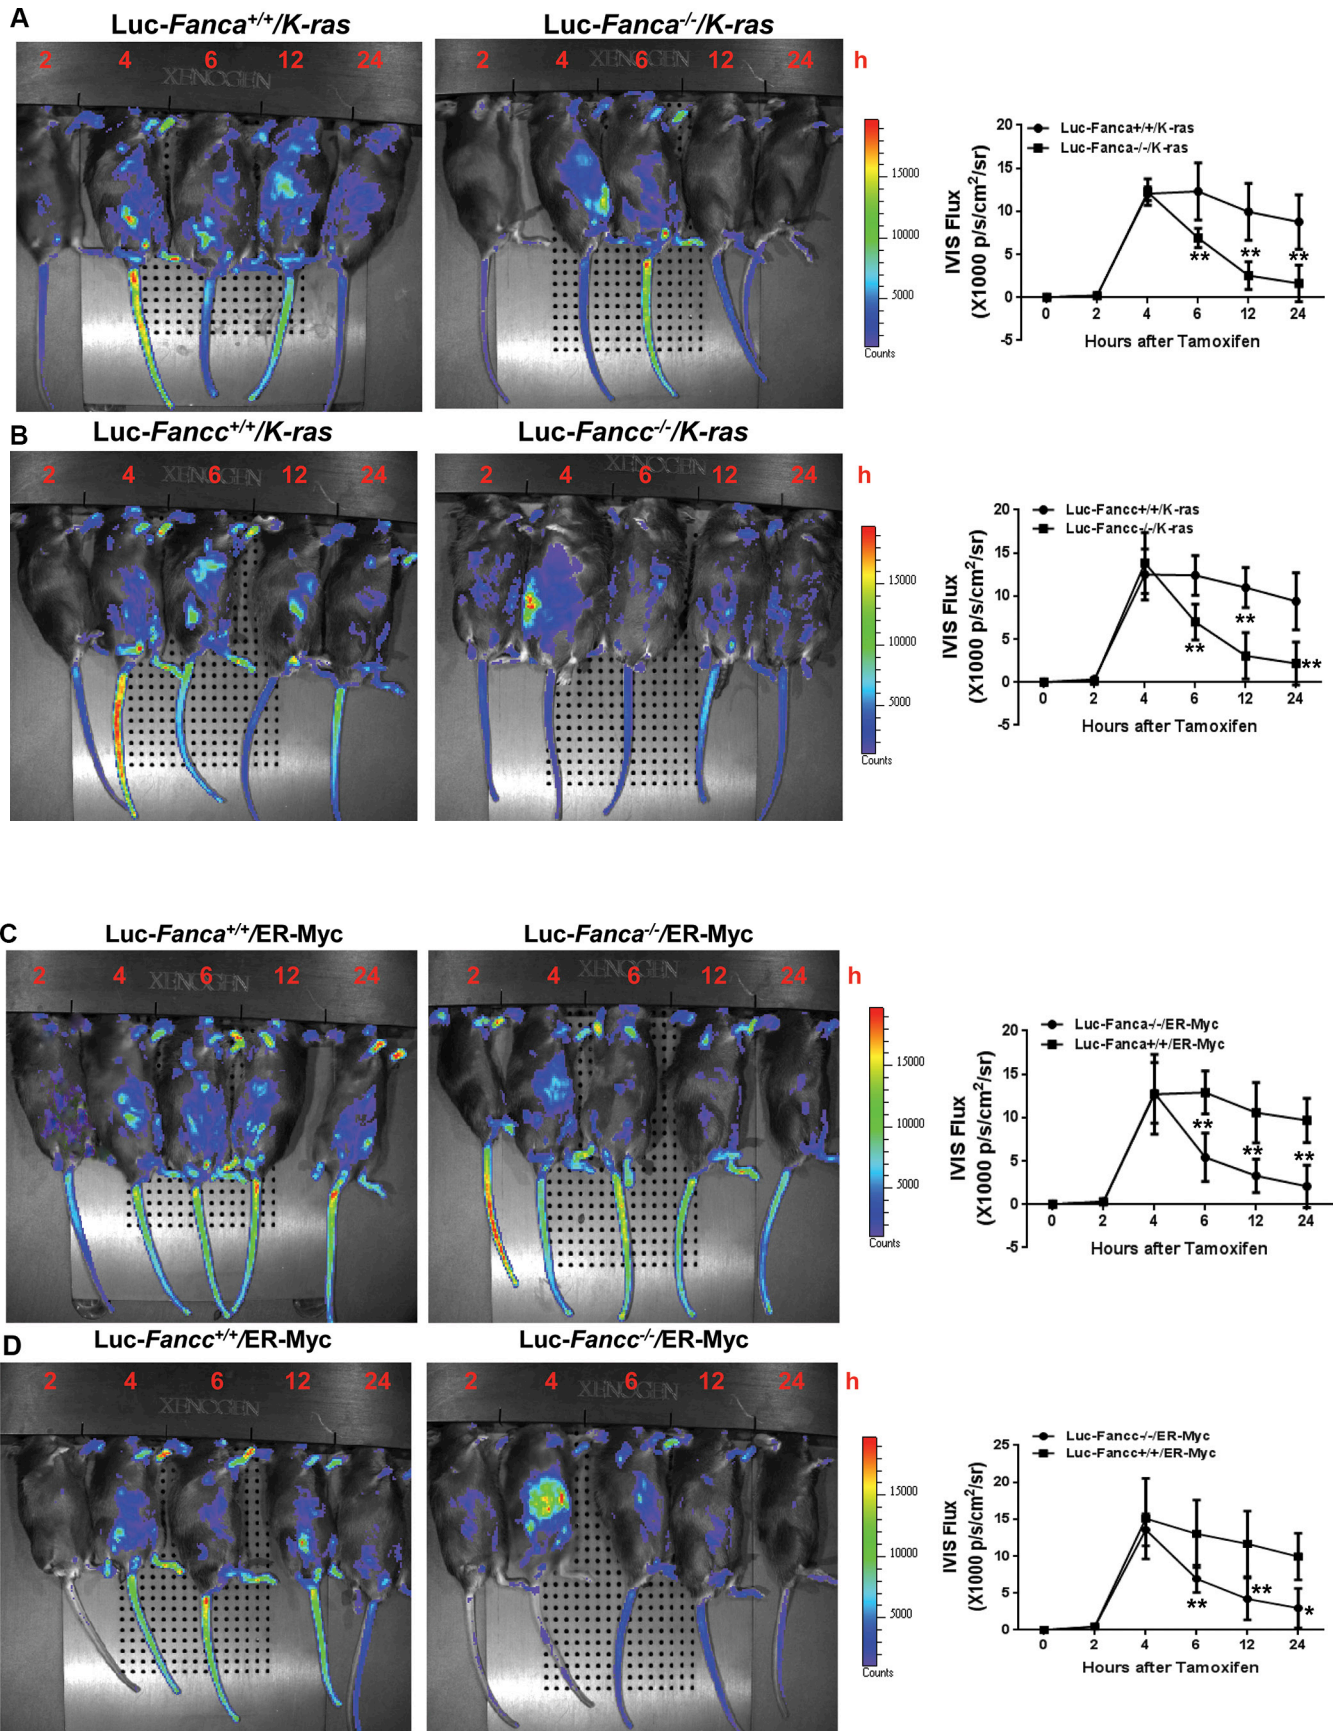 A
Luc-Fanca+/+/K-ras
Luc-Fanca-/-/K-ras
2 4 6 12 24
2 4 6 12 24 h
XENOGEN
15000
10000
5000
Counts
Luc-Fanca+/+/K-ras
Luc-Fanca-/-/K-ras
IVIS Flux
(X1000 p/s/cm2/sr)
20
15
10
5
0
-5
** ** **
0 2 4 6 12 24
Hours after Tamoxifen
B
Luc-Fancc+/+/K-ras
Luc-Fancc-/-/K-ras
2 4 6 12 24
2 4 6 12 24 h
XENOGEN
XENOGEN
15000
10000
5000
Counts
Luc-Fancc+/+/K-ras
Luc-Fancc-/-/K-ras
IVIS Flux
(X1000 p/s/cm2/sr)
20
15
10
5
0
-5
** ** **
0 2 4 6 12 24
Hours after Tamoxifen
C
Luc-Fanca+/+/ER-Myc
Luc-Fanca-/-/ER-Myc
2 4 6 12 24
2 4 6 12 24 h
XENOGEN
XENOGEN
15000
10000
5000
Counts
Luc-Fanca-/-/ER-Myc
Luc-Fanca+/+/ER-Myc
IVIS Flux
(X1000 p/s/cm2/sr)
20
15
10
5
0
-5
** ** **
0 2 4 6 12 24
Hours after Tamoxifen
D
Luc-Fancc+/+/ER-Myc
Luc-Fancc-/-/ER-Myc
2 4 6 12 24
2 4 6 12 24 h
XENOGEN
XENOGEN
15000
10000
5000
Counts
Luc-Fancc-/-/ER-Myc
Luc-Fancc+/+/ER-Myc
IVIS Flux
(X1000 p/s/cm2/sr)
25
20
15
10
5
0
** ** *
0 2 4 6 12 24
Hours after Tamoxifen